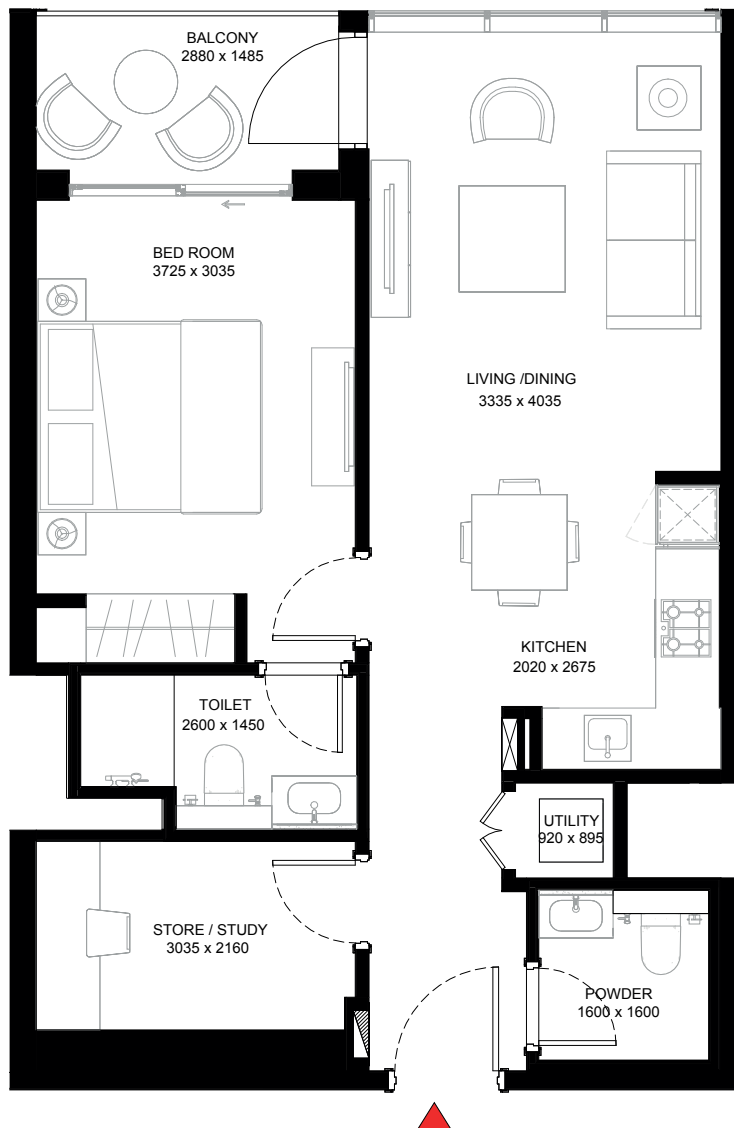 BALCONY
2880 x 1485
BED ROOM
3725 x 3035
LIVING /DINING
3335 x 4035
KITCHEN
2020 x 2675
TOILET
2600 x 1450
UTILITY
920 x 895
STORE / STUDY
3035 x 2160
POWDER
1600 x 1600